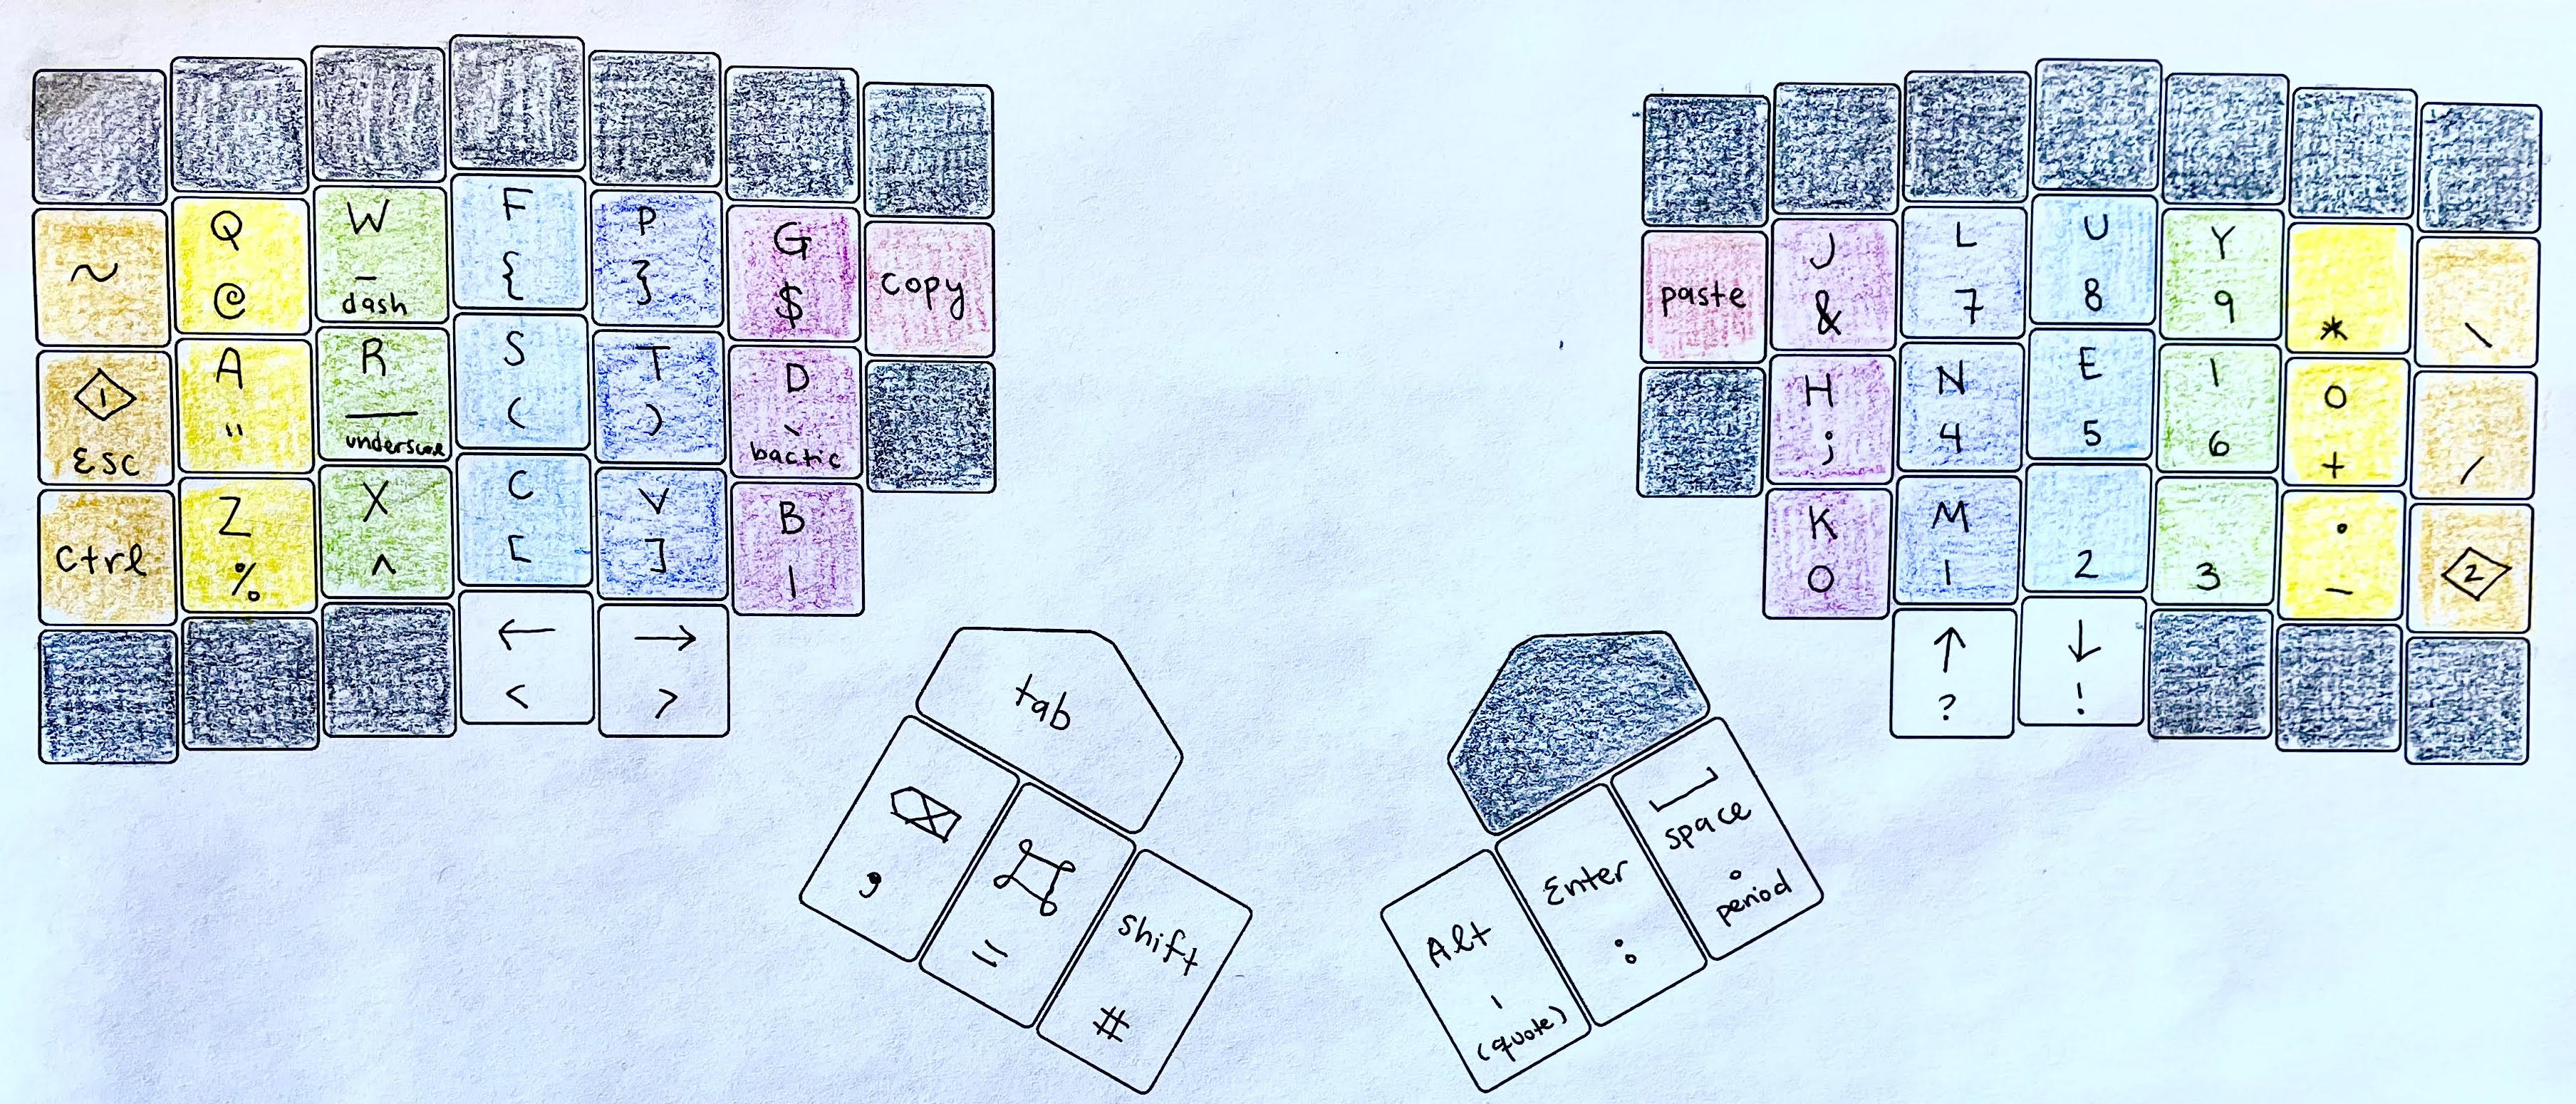 ~
Q
@
W
-
dash
F
{
P
}
G
$
copy
1
ESC
A
"
R
_
underscore
S
(
T
)
D
`
bactic
Ctrl
Z
%
X
^
C
[
V
]
B
|
←
<
→
>
tab
⌫
,
⌘
=
shift
#
paste
J
&
L
7
U
8
Y
9
*
\
H
;
N
4
E
5
I
6
O
+
/
K
0
M
1
2
3
.
-
2
↑
?
↓
!
space
.
period
Enter
:
Alt
'
(quote)